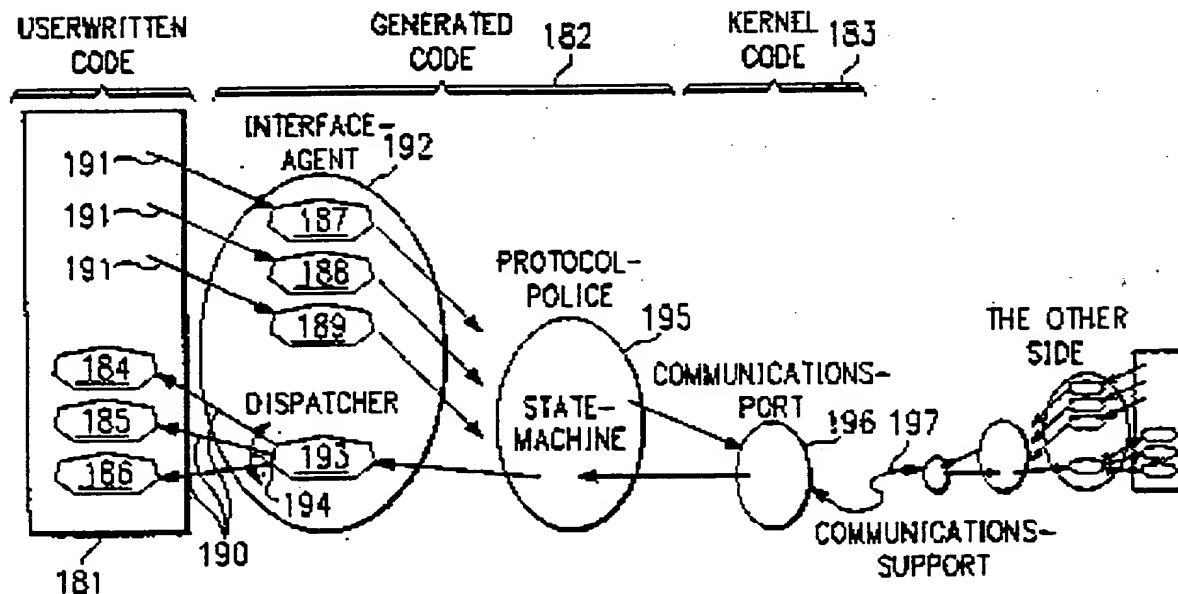 USERWRITTEN
CODE
GENERATED
CODE
182
KERNEL
CODE
183
INTERFACE-
AGENT
192
191
191
191
187
188
189
PROTOCOL-
POLICE
195
THE OTHER
SIDE
184
185
186
DISPATCHER
193
194
STATE-
MACHINE
COMMUNICATIONS-
PORT
196
197
190
181
COMMUNICATIONS-
SUPPORT